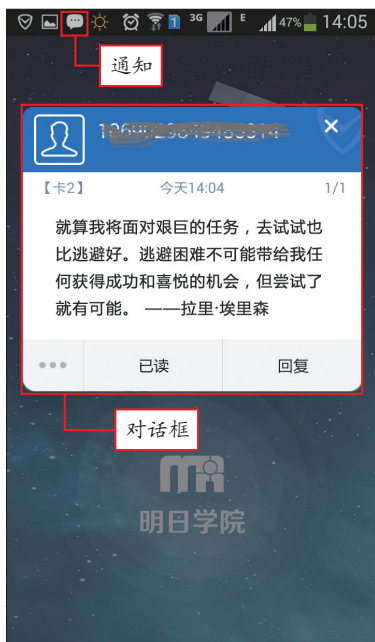 1 3G E 47% 14:05
通知
【卡2】 今天14:04 1/1
就算我将面对艰巨的任务，去试试也
比逃避好。逃避困难不可能带给我任
何获得成功和喜悦的机会，但尝试了
就有可能。 ——拉里·埃里森
••• 已读 回复
对话框
明日学院